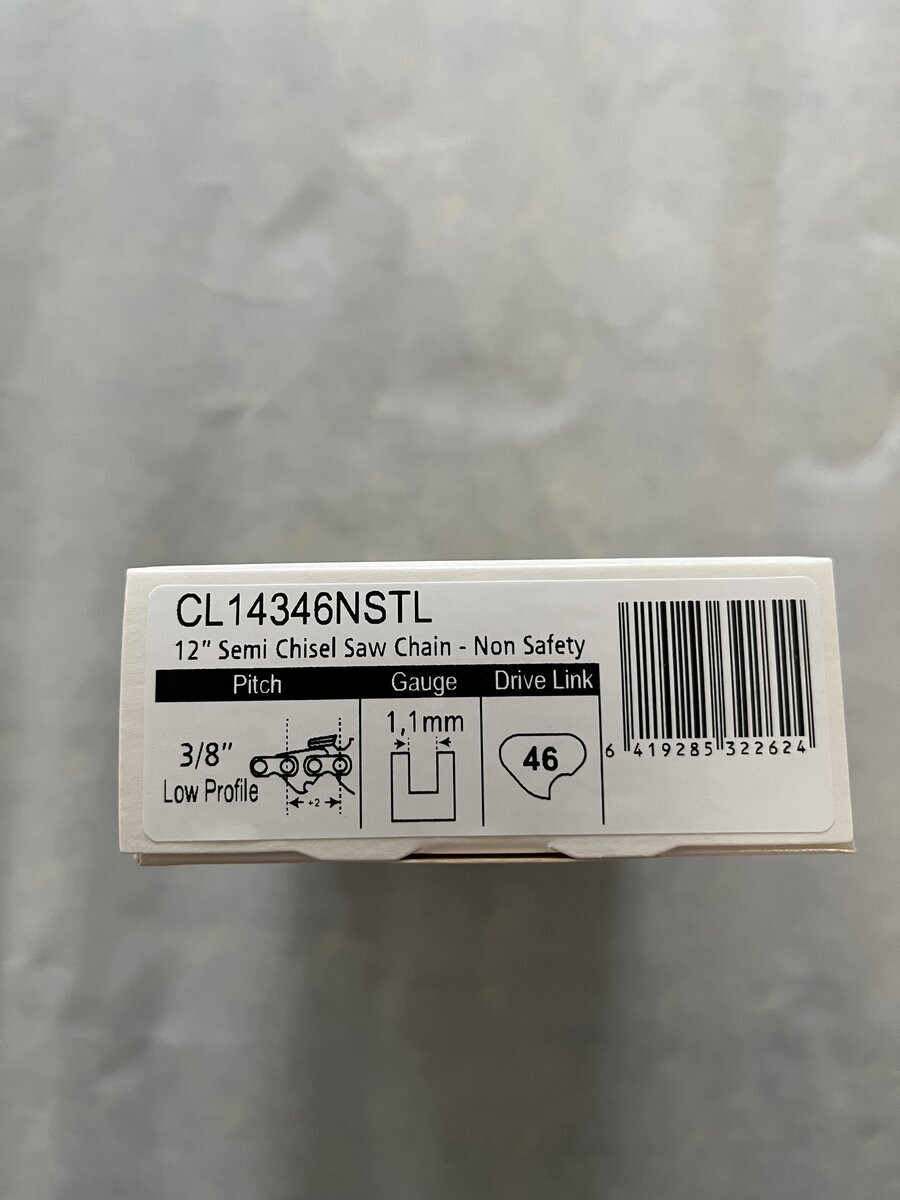 CL14346NSTL
12" Semi Chisel Saw Chain - Non Safety
Pitch Gauge Drive Link
3/8"
Low Profile
÷2
1,1mm
46
6 419285 322624